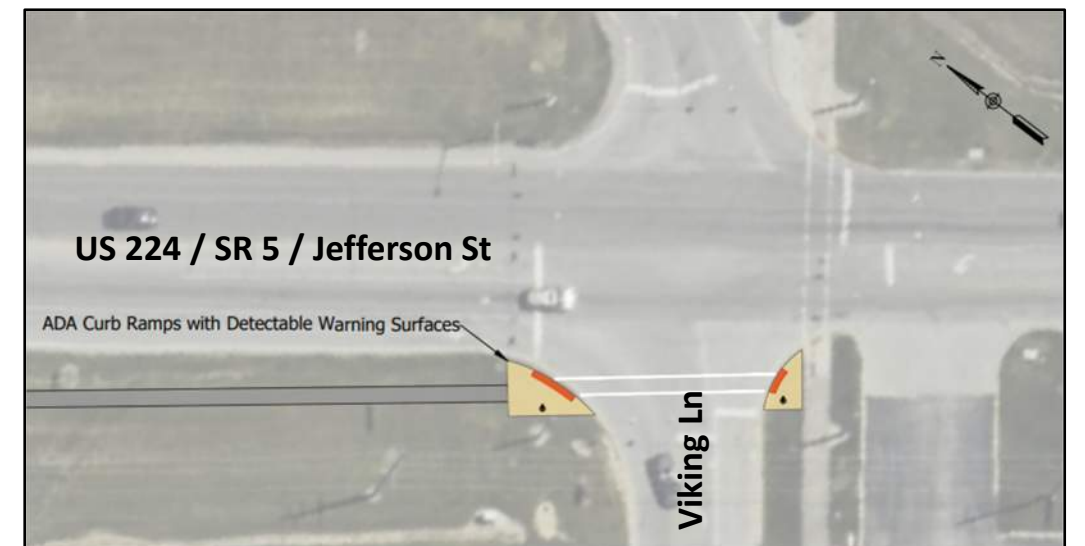 N
US 224 / SR 5 / Jefferson St
ADA Curb Ramps with Detectable Warning Surfaces
Viking Ln